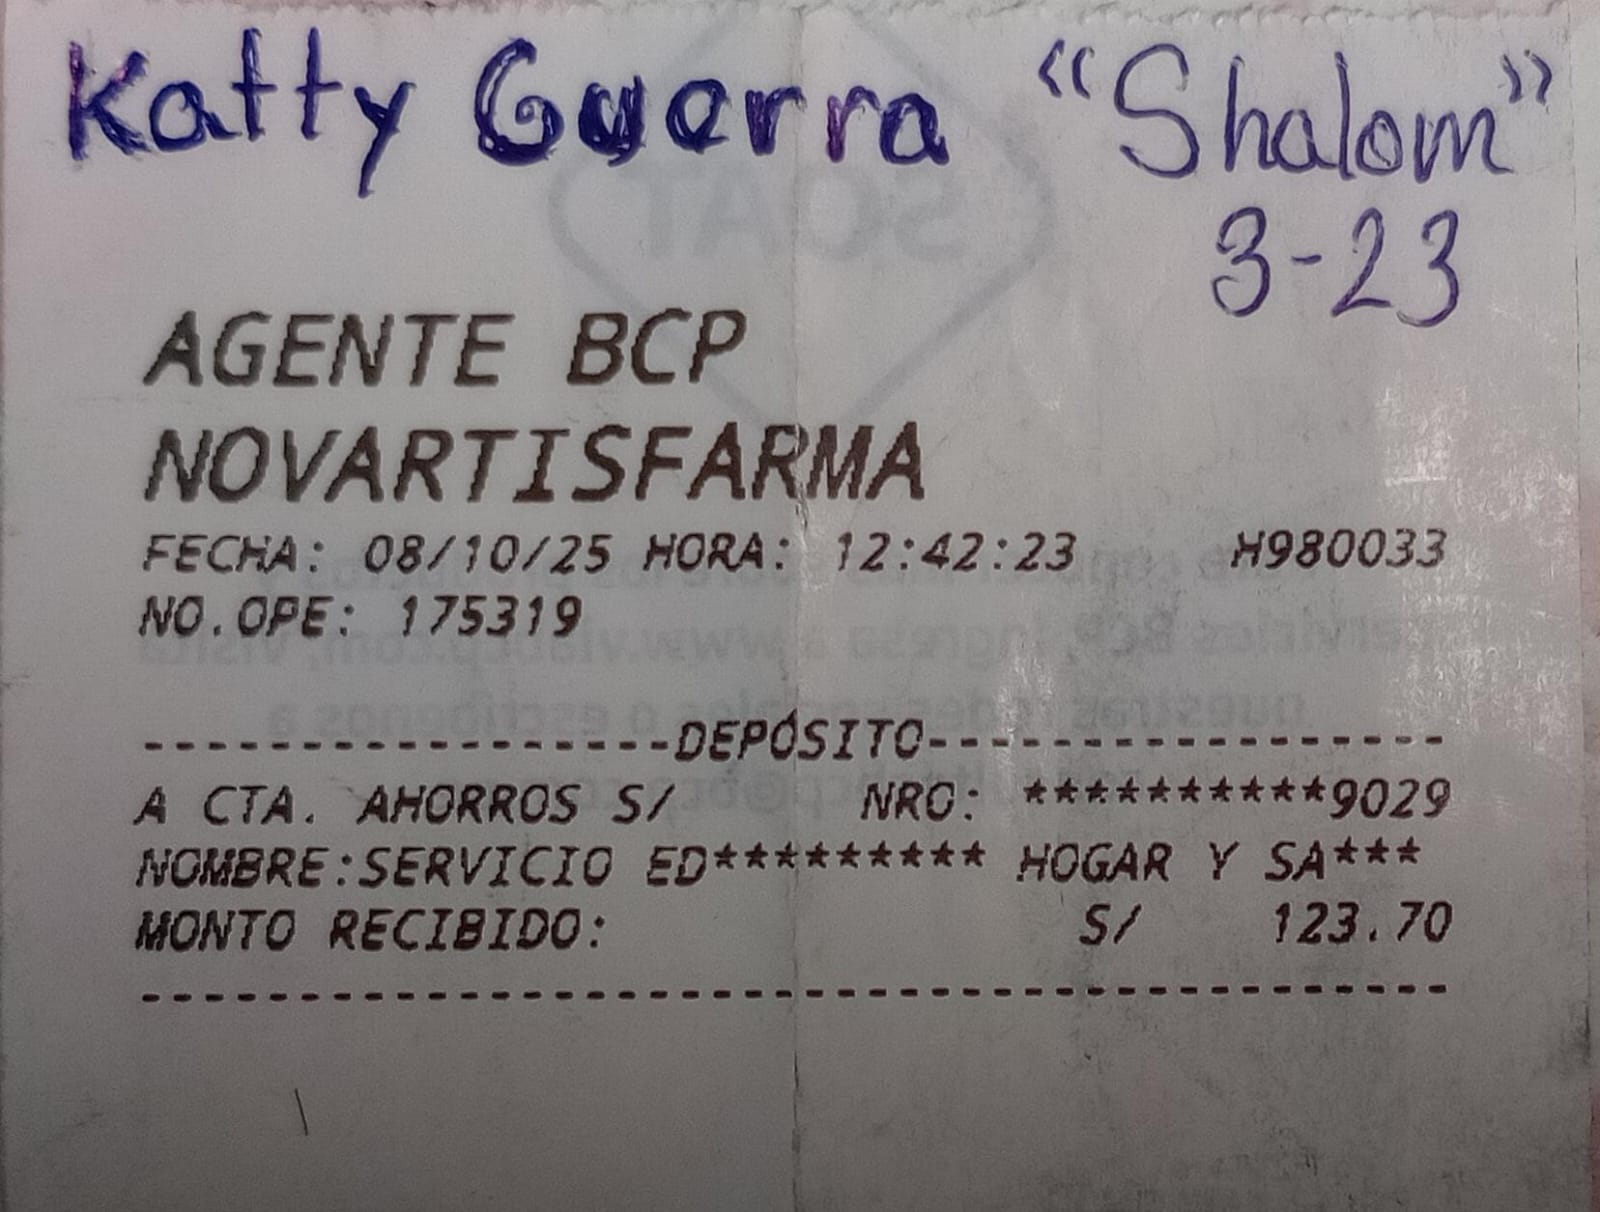 Katty Guerra "Shalom"
3-23
AGENTE BCP
NOVARTISFARMA
FECHA: 08/10/25 HORA: 12:42:23 H980033
NO.OPE: 175319
------------------DEPÓSITO------------------
A CTA. AHORROS S/ NRO: **********9029
NOMBRE:SERVICIO ED********* HOGAR Y SA***
MONTO RECIBIDO: S/ 123.70
--------------------------------------------